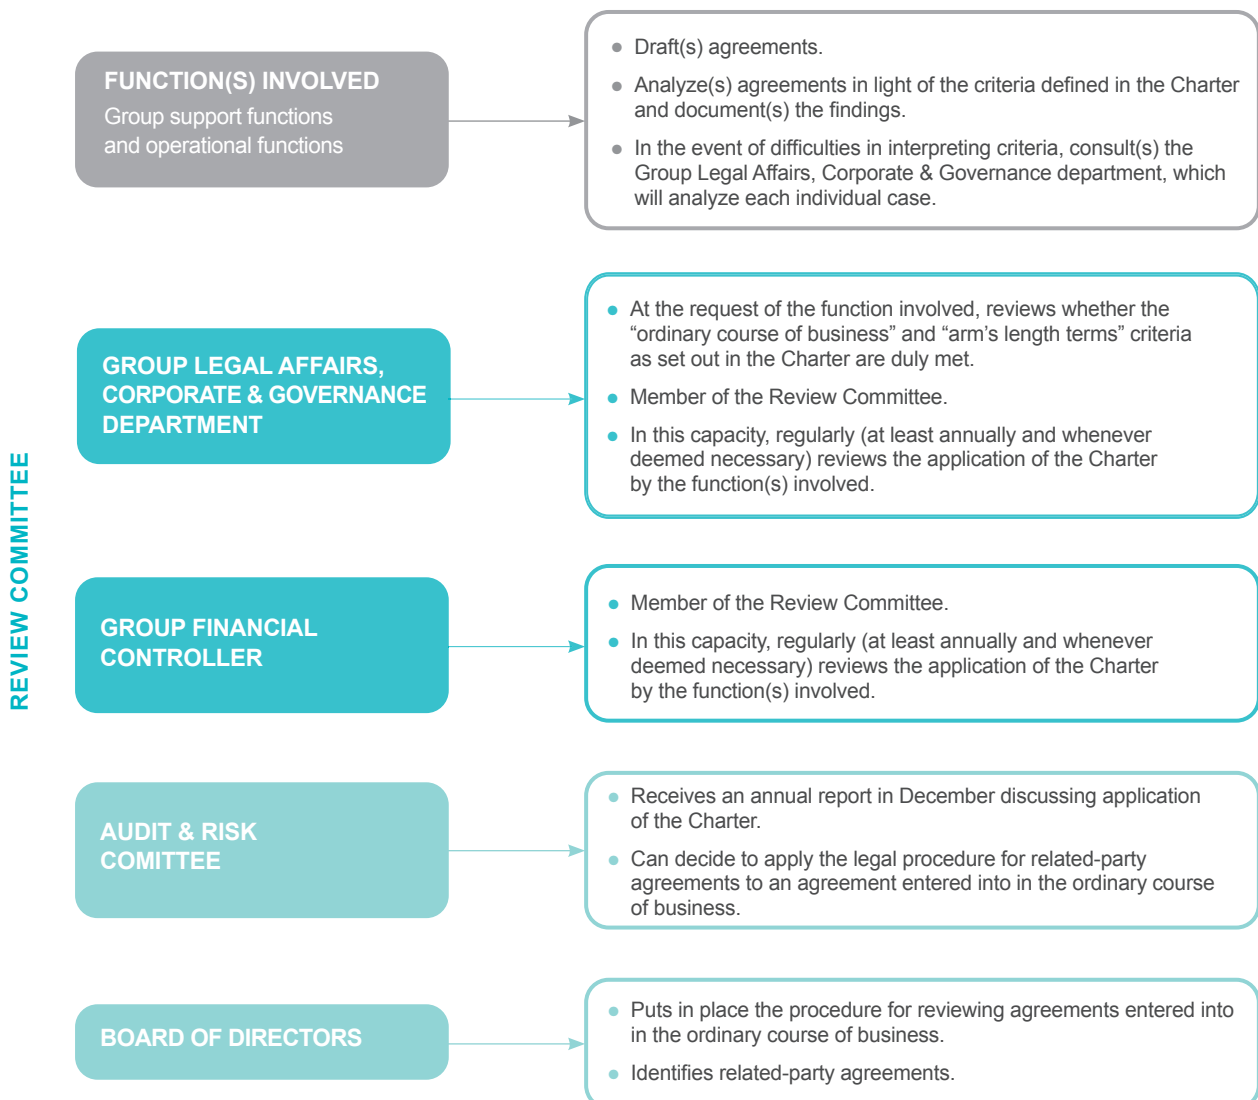 FUNCTION(S) INVOLVED
Group support functions
and operational functions
Draft(s) agreements.
Analyze(s) agreements in light of the criteria defined in the Charter
and document(s) the findings.
In the event of difficulties in interpreting criteria, consult(s) the
Group Legal Affairs, Corporate & Governance department, which
will analyze each individual case.
REVIEW COMMITTEE
GROUP LEGAL AFFAIRS,
CORPORATE & GOVERNANCE
DEPARTMENT
At the request of the function involved, reviews whether the
“ordinary course of business” and “arm’s length terms” criteria
as set out in the Charter are duly met.
Member of the Review Committee.
In this capacity, regularly (at least annually and whenever
deemed necessary) reviews the application of the Charter
by the function(s) involved.
GROUP FINANCIAL
CONTROLLER
Member of the Review Committee.
In this capacity, regularly (at least annually and whenever
deemed necessary) reviews the application of the Charter
by the function(s) involved.
AUDIT & RISK
COMITTEE
Receives an annual report in December discussing application
of the Charter.
Can decide to apply the legal procedure for related-party
agreements to an agreement entered into in the ordinary course
of business.
BOARD OF DIRECTORS
Puts in place the procedure for reviewing agreements entered into
in the ordinary course of business.
Identifies related-party agreements.